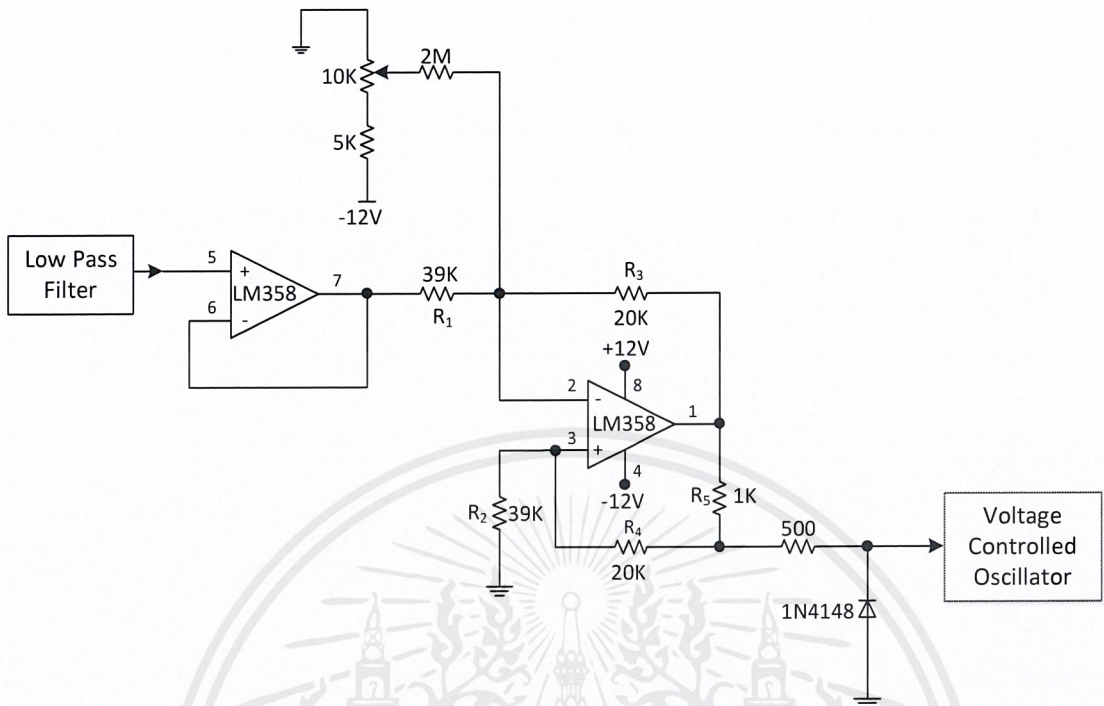 10K
2M
5K
-12V
Low Pass
Filter
5
+
LM358
7
6
-
39K
R1
R3
20K
+12V
8
2
-
LM358
1
3
+
4
-12V
R2
39K
R5
1K
R4
20K
500
1N4148
Voltage
Controlled
Oscillator